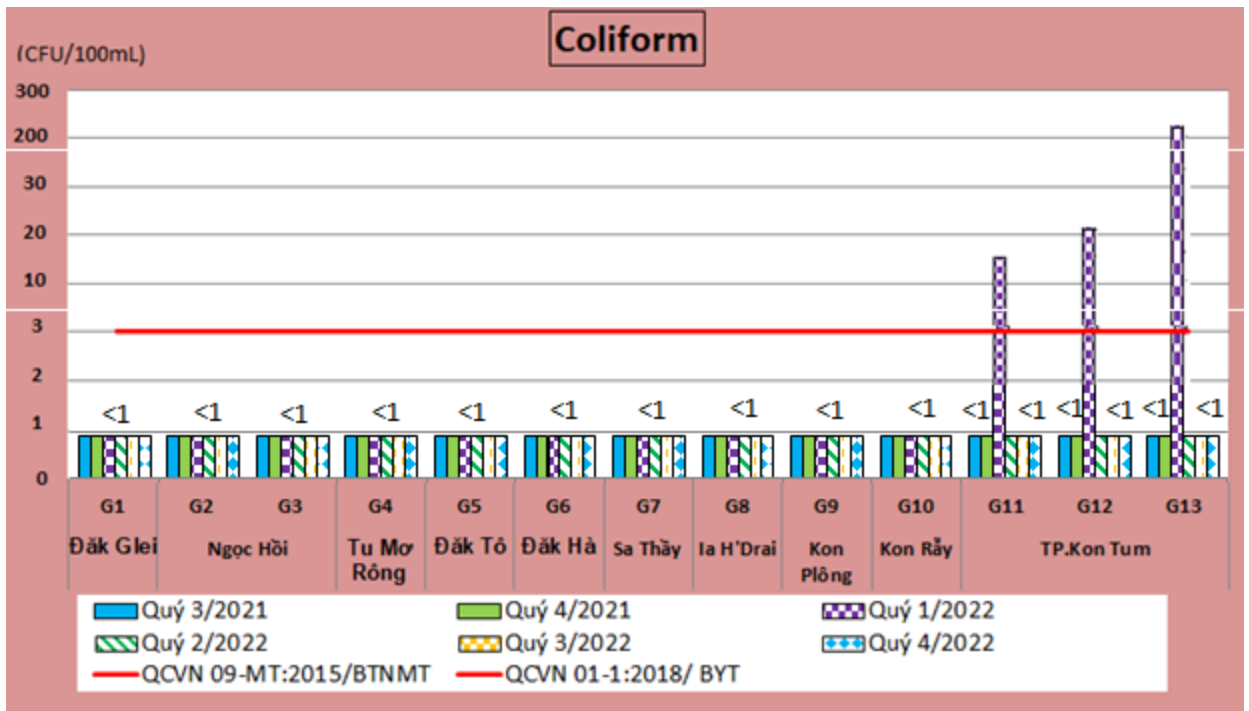 Coliform
(CFU/100mL)
300
200
30
20
10
3
2
1
0
<1 <1 <1 <1 <1 <1 <1 <1 <1 <1 <1 <1 <1 <1 <1 <1
G1 G2 G3 G4 G5 G6 G7 G8 G9 G10 G11 G12 G13
Đăk Glei Ngọc Hồi Tu Mơ Rông Đăk Tô Đăk Hà Sa Thầy Ia H'Drai Kon Plông Kon Rẫy TP.Kon Tum
Quý 3/2021 Quý 4/2021 Quý 1/2022
Quý 2/2022 Quý 3/2022 Quý 4/2022
QCVN 09-MT:2015/BTNMT QCVN 01-1:2018/ BYT